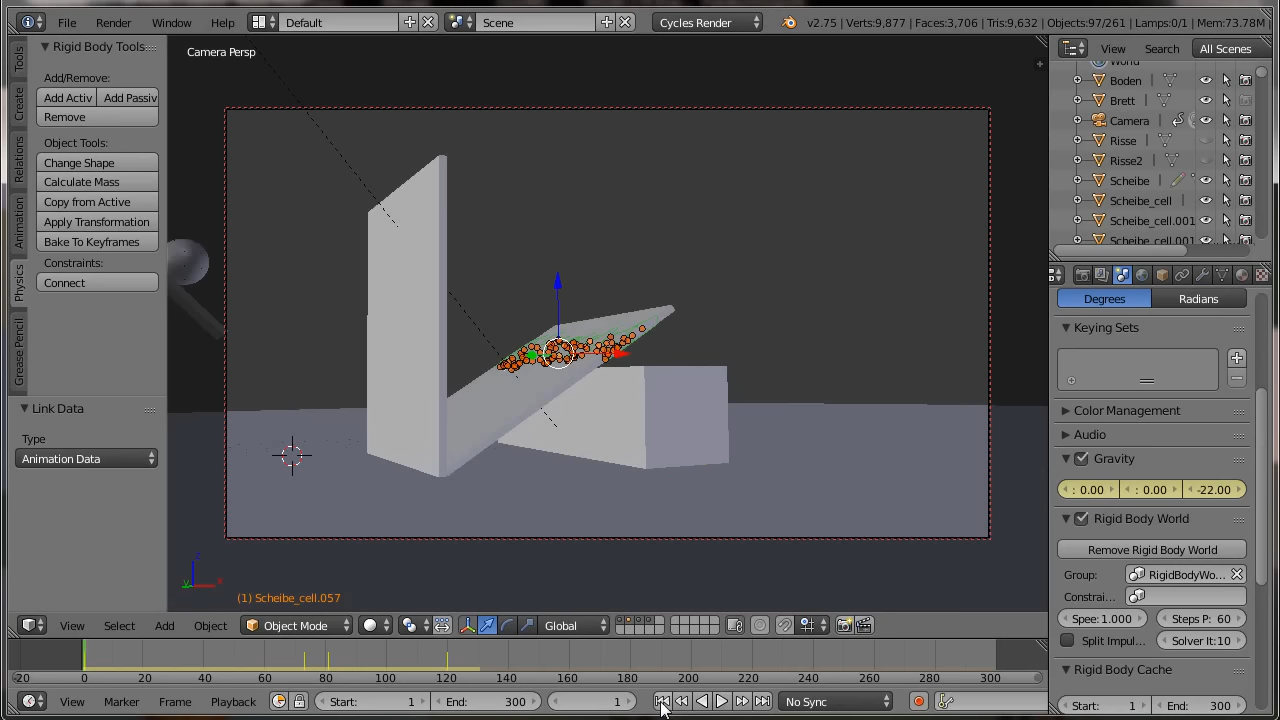 File Render Window Help Default Scene Cycles Render v2.75 | Verts:9,877 | Faces:3,706 | Tris:9,632 | Objects:97/261 | Lamps:0/1 | Mem:73.78M
Rigid Body Tools
Add/Remove:
Add Activ Add Passiv
Remove
Object Tools:
Change Shape
Calculate Mass
Copy from Active
Apply Transformation
Bake To Keyframes
Constraints:
Connect
Tools
Create
Relations
Animation
Physics
Grease Pencil
Link Data
Type
Animation Data
Camera Persp
(1) Scheibe_cell.057
View Select Add Object Object Mode Global
View Search All Scenes
World
Boden
Brett
Camera
Risse
Risse2
Scheibe
Scheibe_cell
Scheibe_cell.001
Scheibe_cell.001
Degrees Radians
Keying Sets
Color Management
Audio
Gravity
: 0.00 : 0.00 -22.00
Rigid Body World
Remove Rigid Body World
Group: RigidBodyWo...
Constrai...
Spee: 1.000 Steps P: 60
Split Impul... Solver It: 10
Rigid Body Cache
Start: 1 End: 300
-20 0 20 40 60 80 100 120 140 160 180 200 220 240 260 280 300
View Marker Frame Playback Start: 1 End: 300 1 No Sync